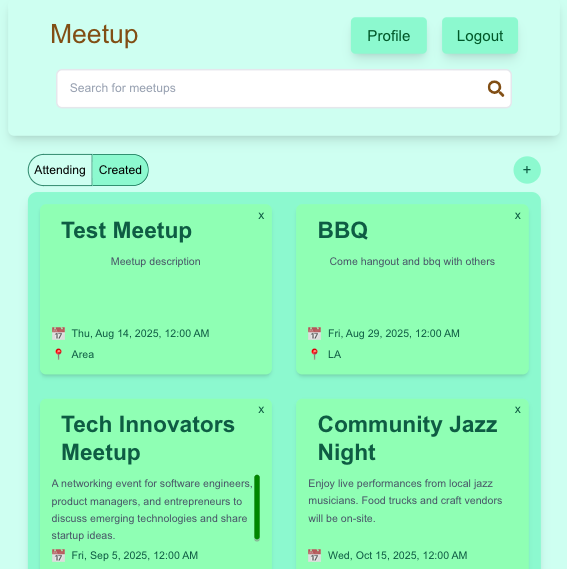 Meetup
Profile
Logout
Search for meetups
Attending
Created
+
x
Test Meetup
Meetup description
Thu, Aug 14, 2025, 12:00 AM
Area
x
BBQ
Come hangout and bbq with others
Fri, Aug 29, 2025, 12:00 AM
LA
x
Tech Innovators
Meetup
A networking event for software engineers,
product managers, and entrepreneurs to
discuss emerging technologies and share
startup ideas.
Fri, Sep 5, 2025, 12:00 AM
x
Community Jazz
Night
Enjoy live performances from local jazz
musicians. Food trucks and craft vendors
will be on-site.
Wed, Oct 15, 2025, 12:00 AM